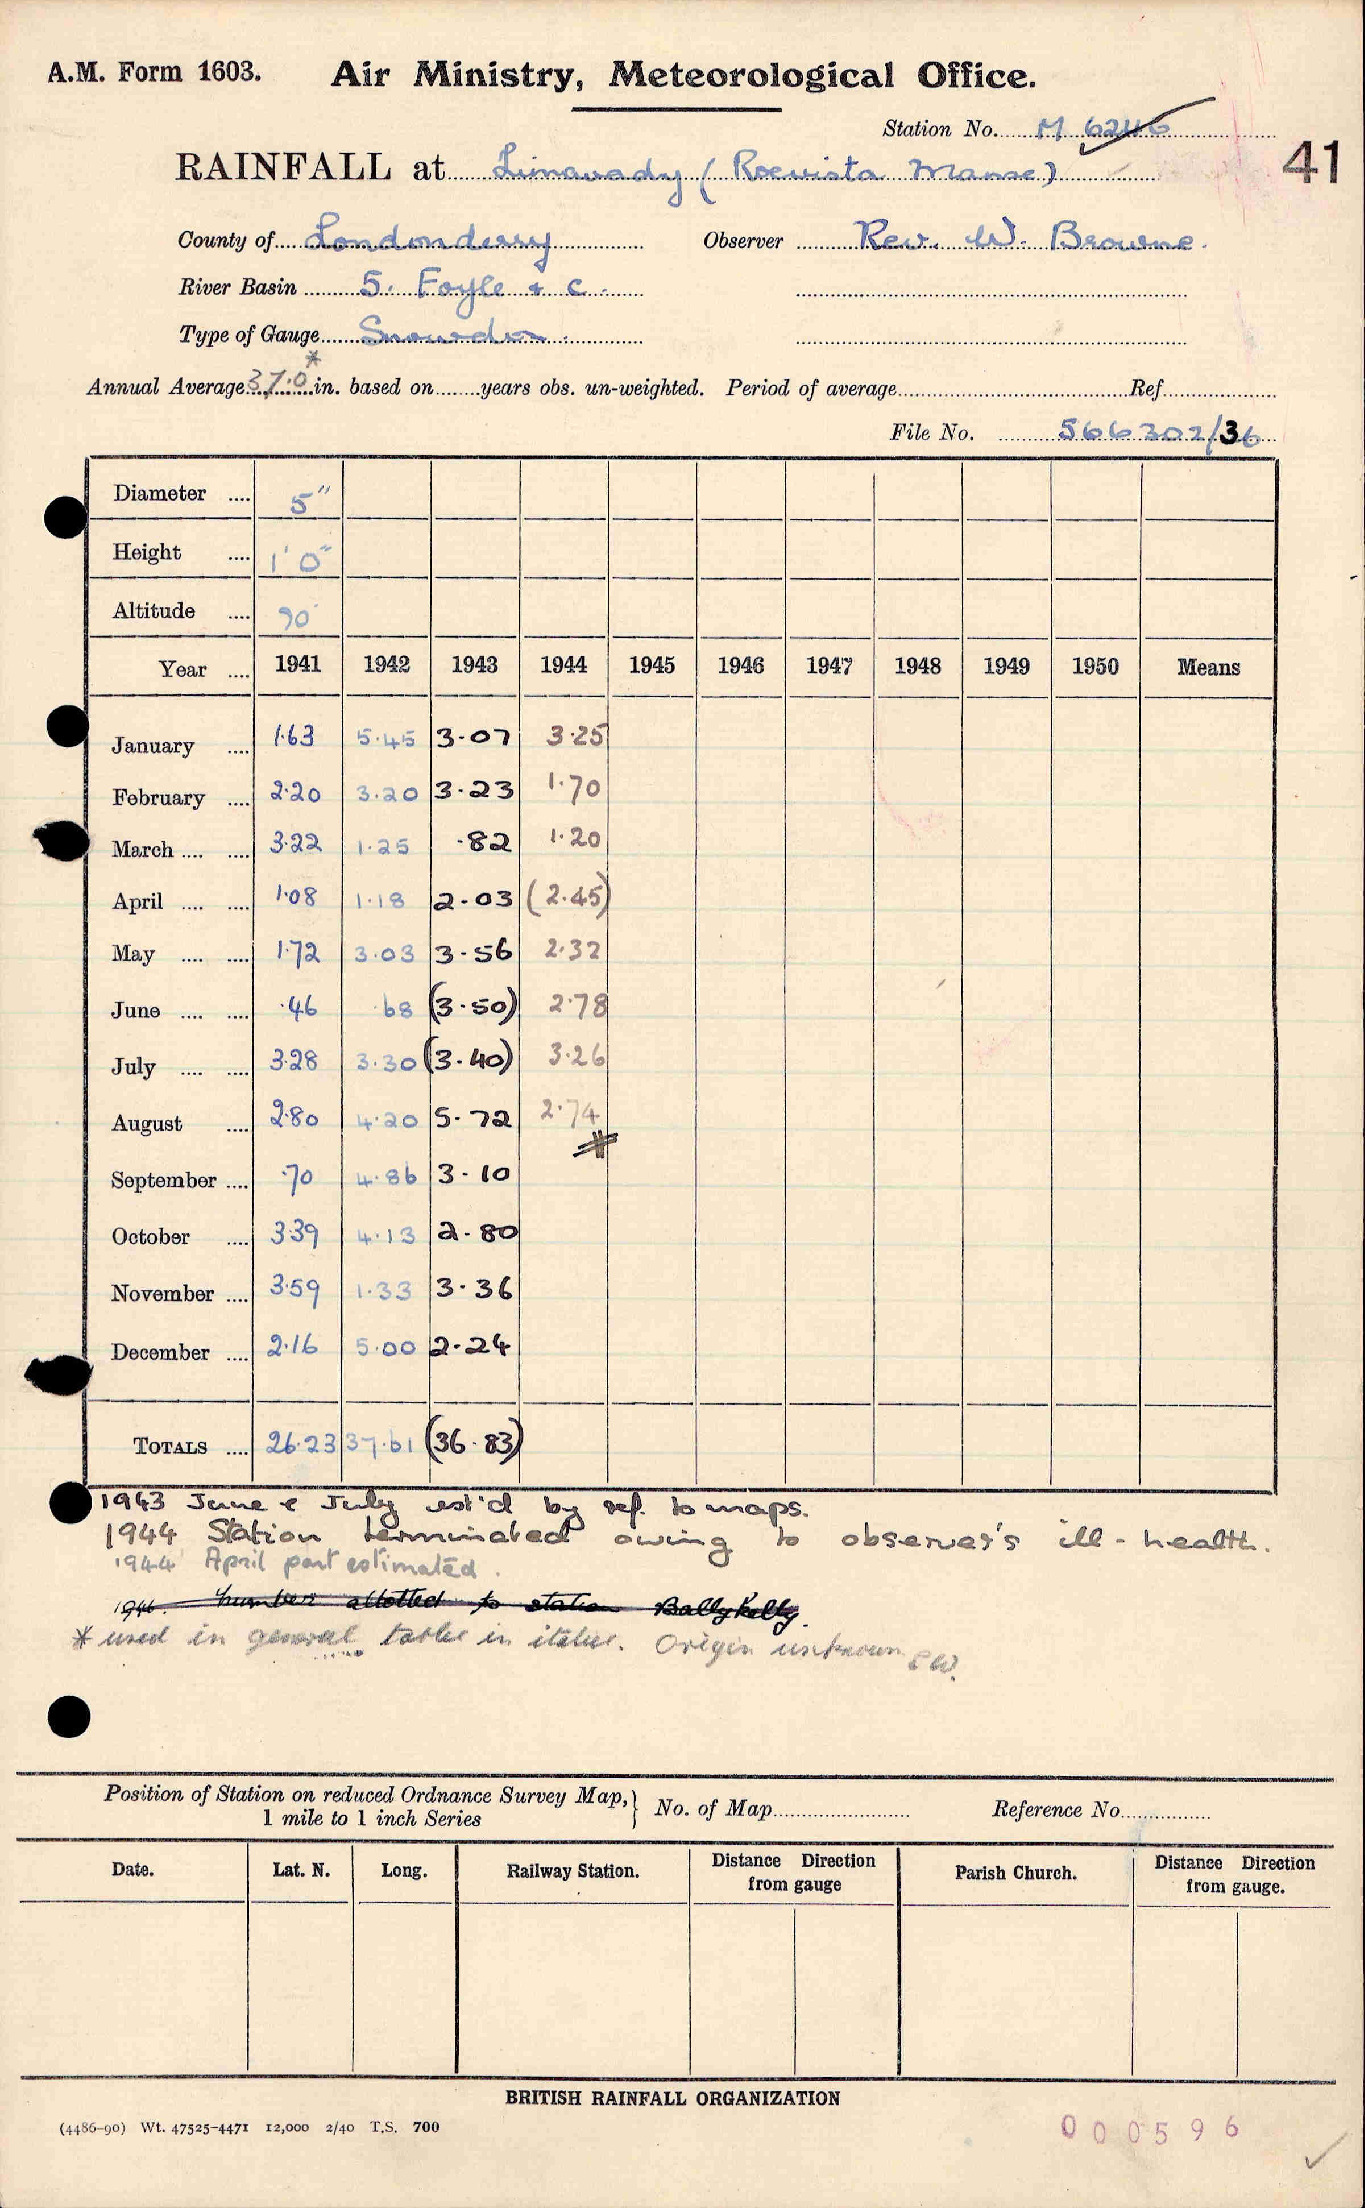 A.M. Form 1603. Air Ministry, Meteorological Office.
Station No. M 6246
41
RAINFALL at Limavady (Roevista Manse)
County of Londonderry Observer Rev. W. Browne.
River Basin 5. Foyle & c.
Type of Gauge Snowdon.
Annual Average 37.0* in. based on years obs. un-weighted. Period of average Ref
File No. 566302/36
Diameter 5"
Height 1' 0"
Altitude 90'
Year 1941 1942 1943 1944 1945 1946 1947 1948 1949 1950 Means
January 1.63 5.45 3.07 3.25
February 2.20 3.20 3.23 1.70
March 3.22 1.25 .82 1.20
April 1.08 1.18 2.03 (2.45)
May 1.72 3.03 3.56 2.32
June .46 .68 (3.50) 2.78
July 3.28 3.30 (3.40) 3.26
August 2.80 4.20 5.72 2.74
September .70 4.86 3.10
October 3.39 4.13 2.80
November 3.59 1.33 3.36
December 2.16 5.00 2.24
TOTALS 26.23 37.61 (36.83)
1943 June & July est'd by ref. to maps.
1944 Station terminated owing to observer's ill-health.
1944 April part estimated.
1946. Number allotted to station Ballykelly.
* used in general table in italics. Origin unknown EW.
Position of Station on reduced Ordnance Survey Map,} No. of Map Reference No.
1 mile to 1 inch Series
Date. Lat. N. Long. Railway Station. Distance Direction from gauge Parish Church. Distance Direction from gauge.
BRITISH RAINFALL ORGANIZATION
(4486-90) Wt. 47525-4471 12,000 2/40 T.S. 700
000596